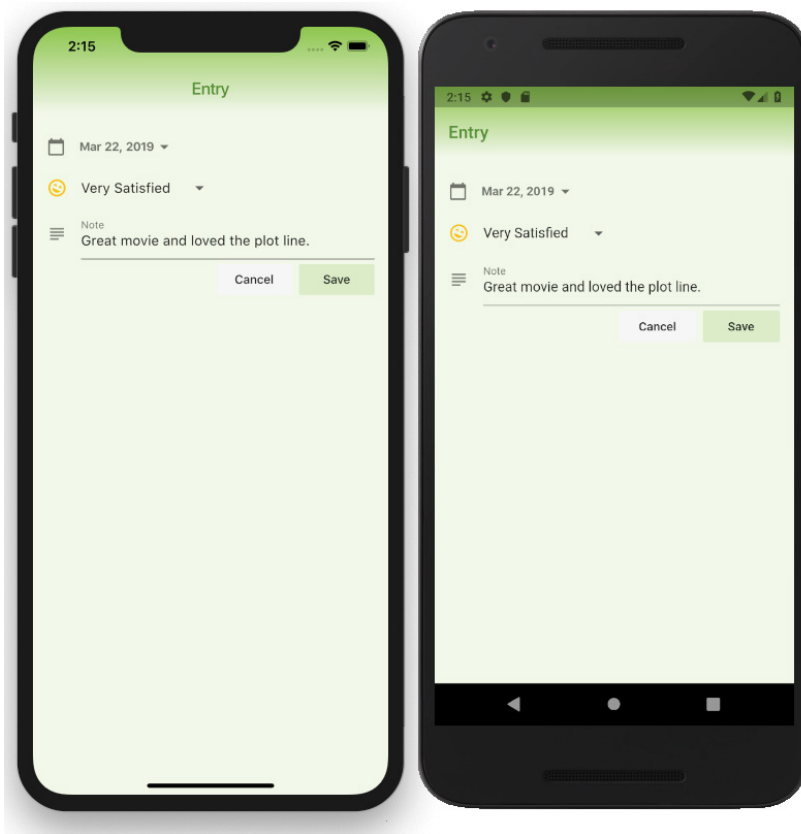 2:15
Entry
Mar 22, 2019
Very Satisfied
Note
Great movie and loved the plot line.
Cancel Save
2:15
Entry
Mar 22, 2019
Very Satisfied
Note
Great movie and loved the plot line.
Cancel Save